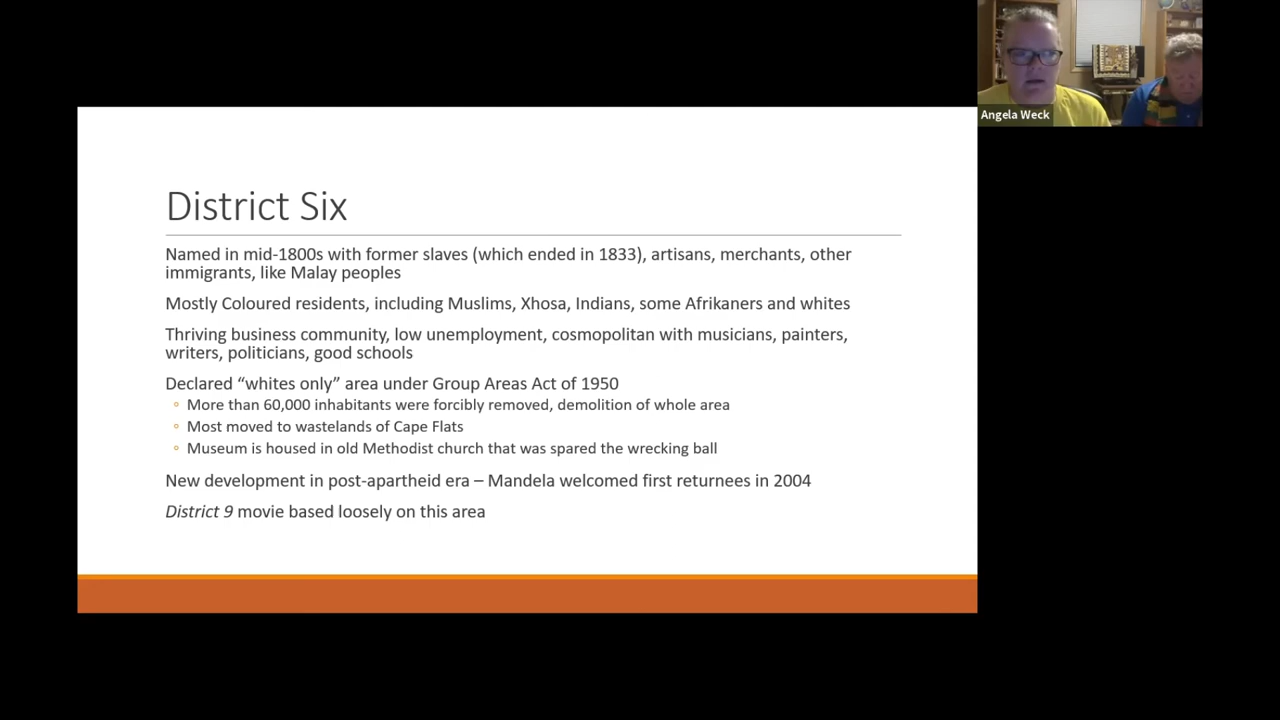 Angela Weck
District Six
Named in mid-1800s with former slaves (which ended in 1833), artisans, merchants, other
immigrants, like Malay peoples
Mostly Coloured residents, including Muslims, Xhosa, Indians, some Afrikaners and whites
Thriving business community, low unemployment, cosmopolitan with musicians, painters,
writers, politicians, good schools
Declared “whites only” area under Group Areas Act of 1950
◦ More than 60,000 inhabitants were forcibly removed, demolition of whole area
◦ Most moved to wastelands of Cape Flats
◦ Museum is housed in old Methodist church that was spared the wrecking ball
New development in post-apartheid era – Mandela welcomed first returnees in 2004
District 9 movie based loosely on this area